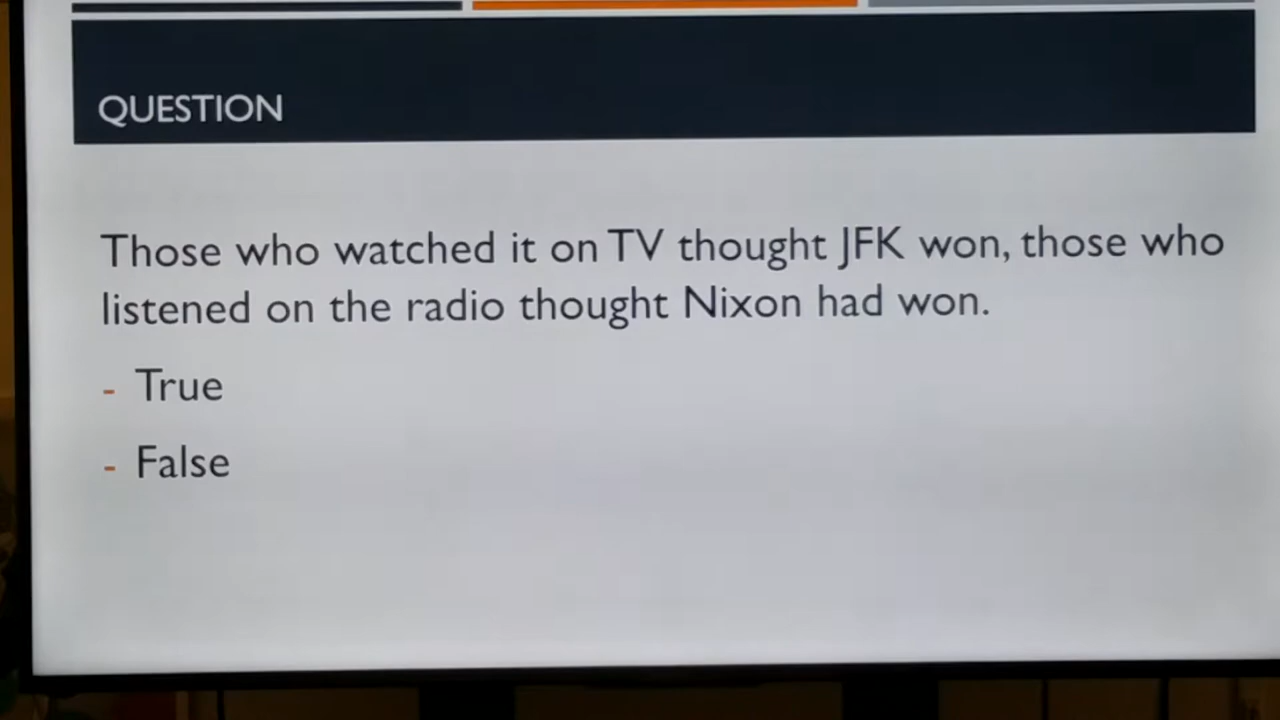 QUESTION
Those who watched it on TV thought JFK won, those who
listened on the radio thought Nixon had won.
- True
- False